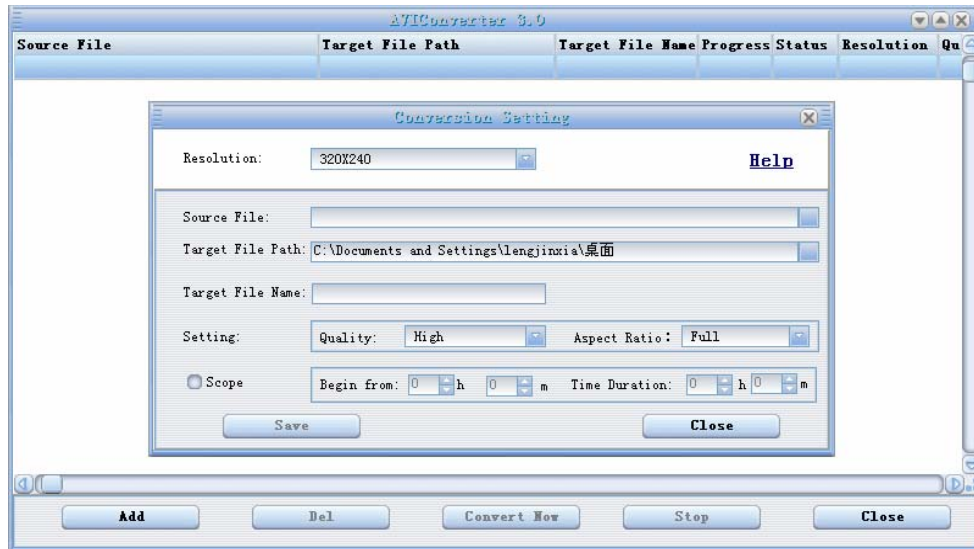 AVIConverter 3.0
Source File Target File Path Target File Name Progress Status Resolution Qu
Conversion Setting
Resolution: 320X240 Help
Source File:
Target File Path: C:\Documents and Settings\lengjinxia\桌面
Target File Name:
Setting: Quality: High Aspect Ratio: Full
Scope Begin from: 0 h 0 m Time Duration: 0 h 0 m
Save Close
Add Del Convert Now Stop Close